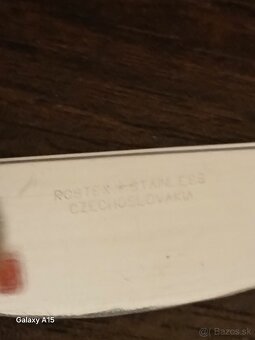 ROSTEX STAINLESS
CZECHOSLOVAKIA
Galaxy A15
Bazos.sk